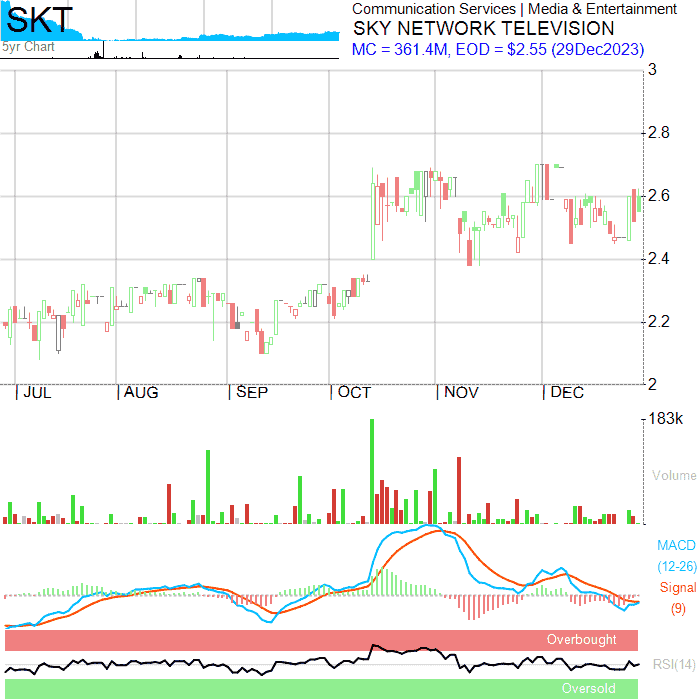 SKT
5yr Chart
Communication Services | Media & Entertainment
SKY NETWORK TELEVISION
MC = 361.4M, EOD = $2.55 (29Dec2023)
3
2.8
2.6
2.4
2.2
2
JUL AUG SEP OCT NOV DEC
183k
Volume
MACD
(12-26)
Signal
(9)
Overbought
RSI(14)
Oversold